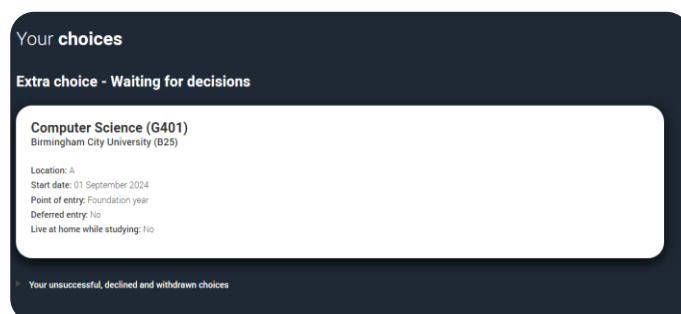 Your choices
Extra choice - Waiting for decisions
Computer Science (G401)
Birmingham City University (B25)
Location: A
Start date: 01 September 2024
Point of entry: Foundation year
Deferred entry: No
Live at home while studying: No
Your unsuccessful, declined and withdrawn choices